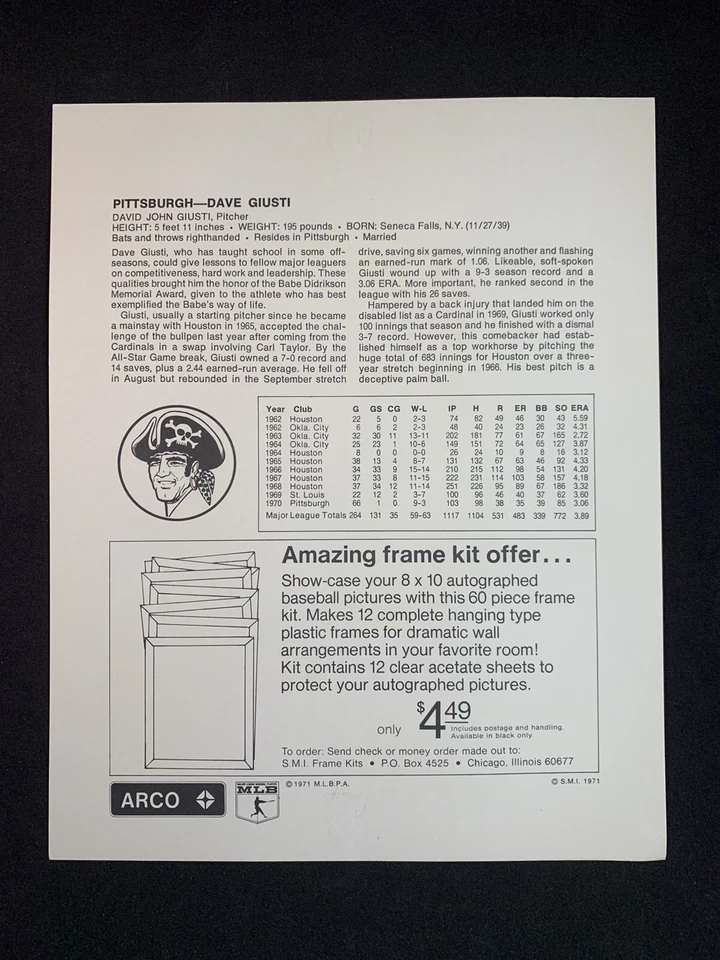 PITTSBURGH—DAVE GIUSTI
DAVID JOHN GIUSTI, Pitcher
HEIGHT: 5 feet 11 inches • WEIGHT: 195 pounds • BORN: Seneca Falls, N.Y. (11/27/39)
Bats and throws righthanded • Resides in Pittsburgh • Married
Dave Giusti, who has taught school in some off-
seasons, could give lessons to fellow major leaguers
on competitiveness, hard work and leadership. These
qualities brought him the honor of the Babe Didrikson
Memorial Award, given to the athlete who has best
exemplified the Babe's way of life.
Giusti, usually a starting pitcher since he became
a mainstay with Houston in 1965, accepted the chal-
lenge of the bullpen last year after coming from the
Cardinals in a swap involving Carl Taylor. By the
All-Star Game break, Giusti owned a 7-0 record and
14 saves, plus a 2.44 earned-run average. He fell off
in August but rebounded in the September stretch
drive, saving six games, winning another and flashing
an earned-run mark of 1.06. Likeable, soft-spoken
Giusti wound up with a 9-3 season record and a
3.06 ERA. More important, he ranked second in the
league with his 26 saves.
Hampered by a back injury that landed him on the
disabled list as a Cardinal in 1969, Giusti worked only
100 innings that season and he finished with a dismal
3-7 record. However, this comebacker had estab-
lished himself as a top workhorse by pitching the
huge total of 683 innings for Houston over a three-
year stretch beginning in 1966. His best pitch is a
deceptive palm ball.
Year Club G GS CG W-L IP H R ER BB SO ERA
1962 Houston 22 5 0 2-3 74 82 49 46 30 43 5.59
1962 Okla. City 6 6 2 2-3 48 40 24 23 26 32 4.31
1963 Okla. City 32 30 11 13-11 202 181 77 61 67 165 2.72
1964 Okla. City 25 23 1 10-6 149 151 72 64 65 127 3.87
1964 Houston 8 0 0 0-0 26 24 10 9 8 16 3.12
1965 Houston 38 13 4 8-7 131 132 67 63 46 92 4.33
1966 Houston 34 33 9 15-14 210 215 112 98 54 131 4.20
1967 Houston 37 33 8 11-15 222 231 114 103 58 157 4.18
1968 Houston 37 34 12 11-14 251 226 95 89 67 186 3.32
1969 St. Louis 22 12 2 3-7 100 96 46 40 37 62 3.60
1970 Pittsburgh 66 1 0 9-3 103 98 38 35 39 85 3.06
Major League Totals 264 131 35 59-63 1117 1104 531 483 339 772 3.89
Amazing frame kit offer...
Show-case your 8 x 10 autographed
baseball pictures with this 60 piece frame
kit. Makes 12 complete hanging type
plastic frames for dramatic wall
arrangements in your favorite room!
Kit contains 12 clear acetate sheets to
protect your autographed pictures.
only $4.49 Includes postage and handling.
Available in black only
To order: Send check or money order made out to:
S.M.I. Frame Kits • P.O. Box 4525 • Chicago, Illinois 60677
ARCO
MLB
© 1971 M.L.B.P.A.
© S.M.I. 1971